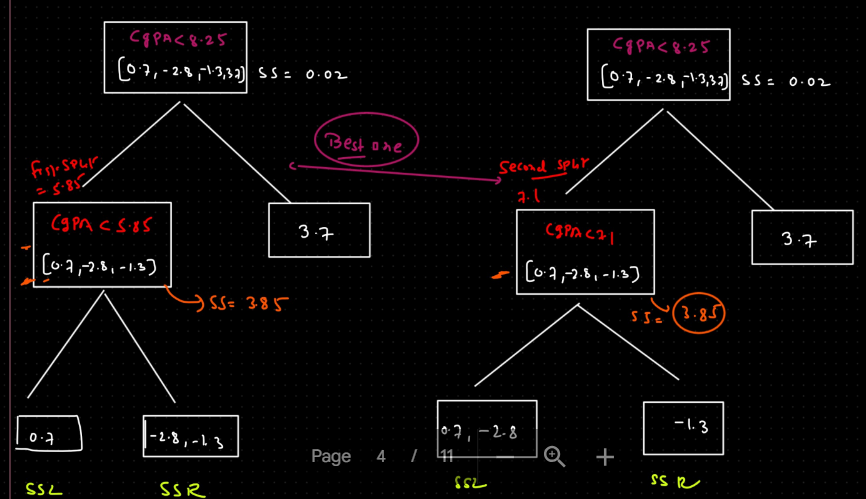 CgPA<8.25
[0.7,-2.8,-1.3,3.7] SS = 0.02
Best one
first split
= 5.85
CgPA < 5.85
[0.7,-2.8,-1.3)
3.7
SS= 3.85
0.7
-2.8,-1.3
SSL
SSR
CgPA<8.25
[0.7,-2.8,-1.3,3.7] SS = 0.02
Second split
7.1
CgPA<7.1
[0.7,-2.8,-1.3)
3.7
SS= 3.85
0.7, -2.8
-1.3
SSL
SSR
Page 4 / 11 — +